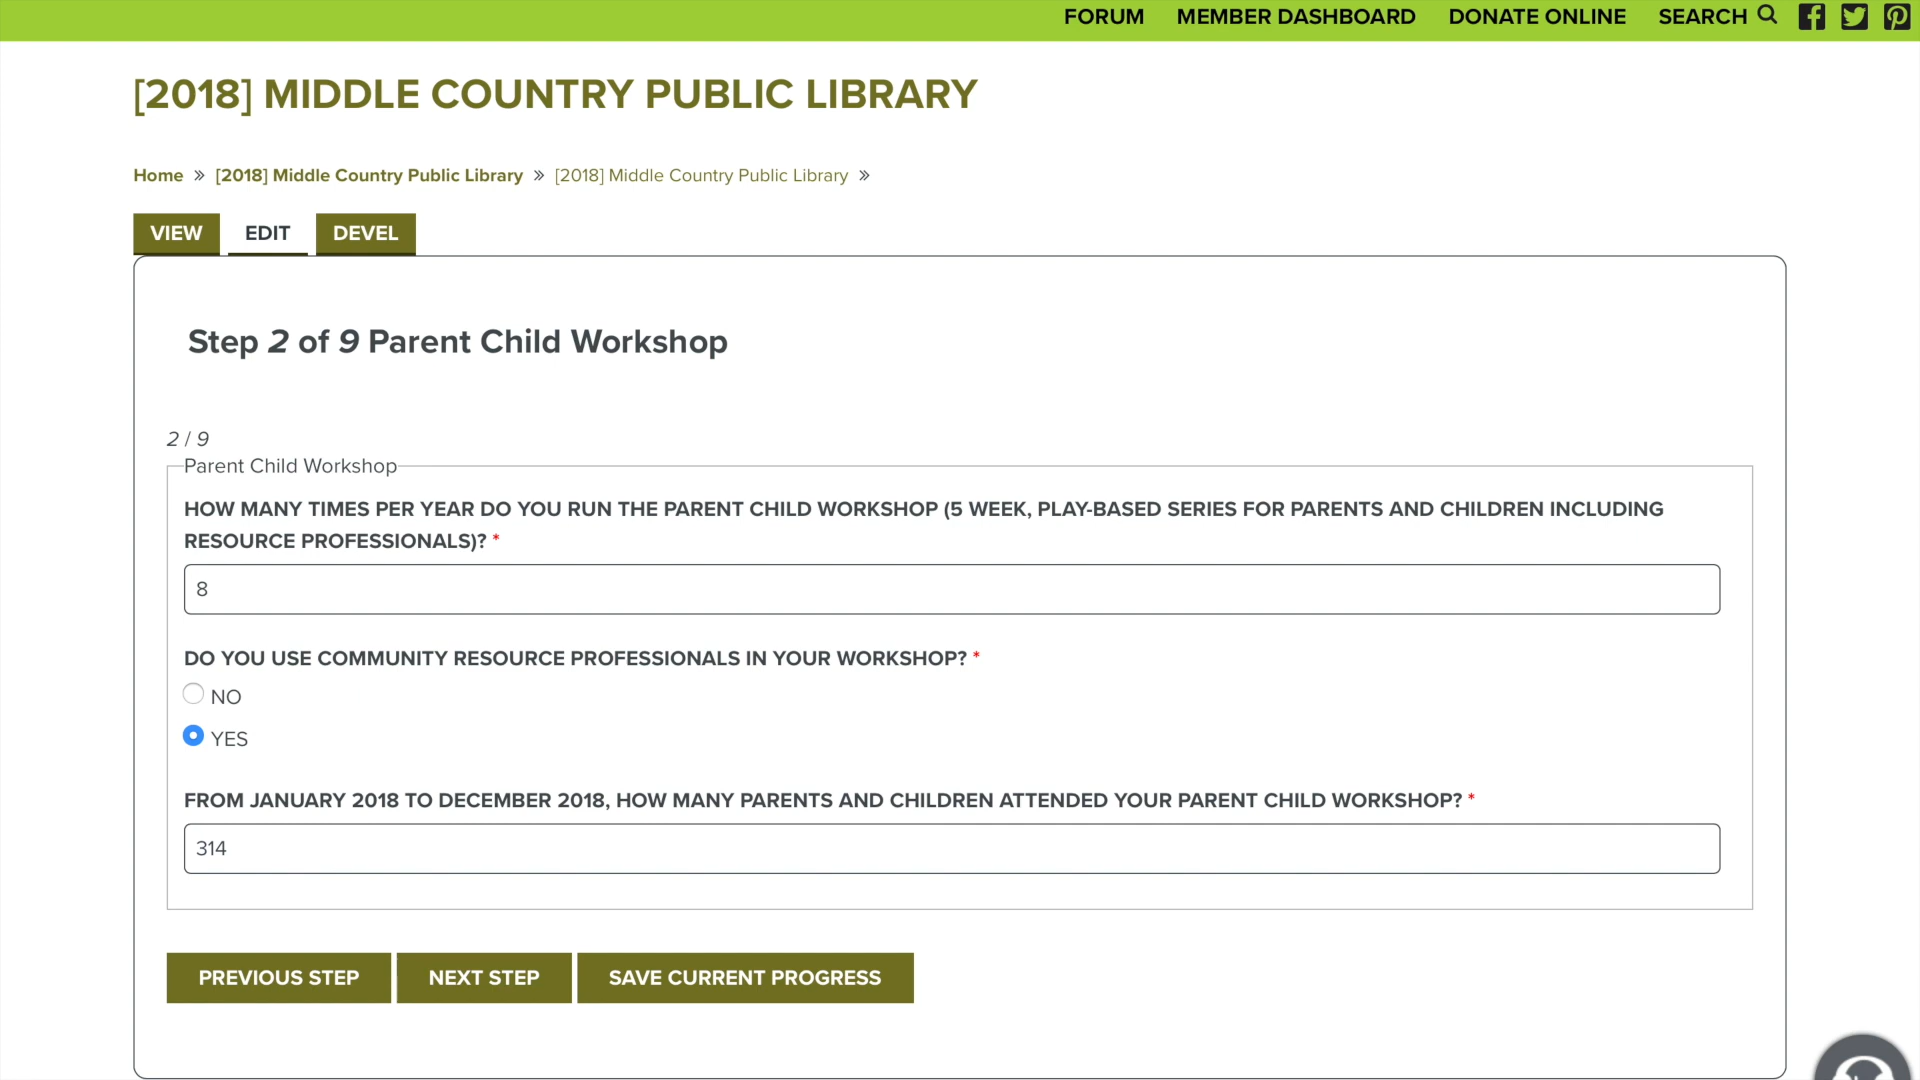 FORUM MEMBER DASHBOARD DONATE ONLINE SEARCH
[2018] MIDDLE COUNTRY PUBLIC LIBRARY
Home » [2018] Middle Country Public Library » [2018] Middle Country Public Library »
VIEW EDIT DEVEL
Step 2 of 9 Parent Child Workshop
2 / 9
Parent Child Workshop
HOW MANY TIMES PER YEAR DO YOU RUN THE PARENT CHILD WORKSHOP (5 WEEK, PLAY-BASED SERIES FOR PARENTS AND CHILDREN INCLUDING
RESOURCE PROFESSIONALS)? *
8
DO YOU USE COMMUNITY RESOURCE PROFESSIONALS IN YOUR WORKSHOP? *
NO
YES
FROM JANUARY 2018 TO DECEMBER 2018, HOW MANY PARENTS AND CHILDREN ATTENDED YOUR PARENT CHILD WORKSHOP? *
314
PREVIOUS STEP NEXT STEP SAVE CURRENT PROGRESS